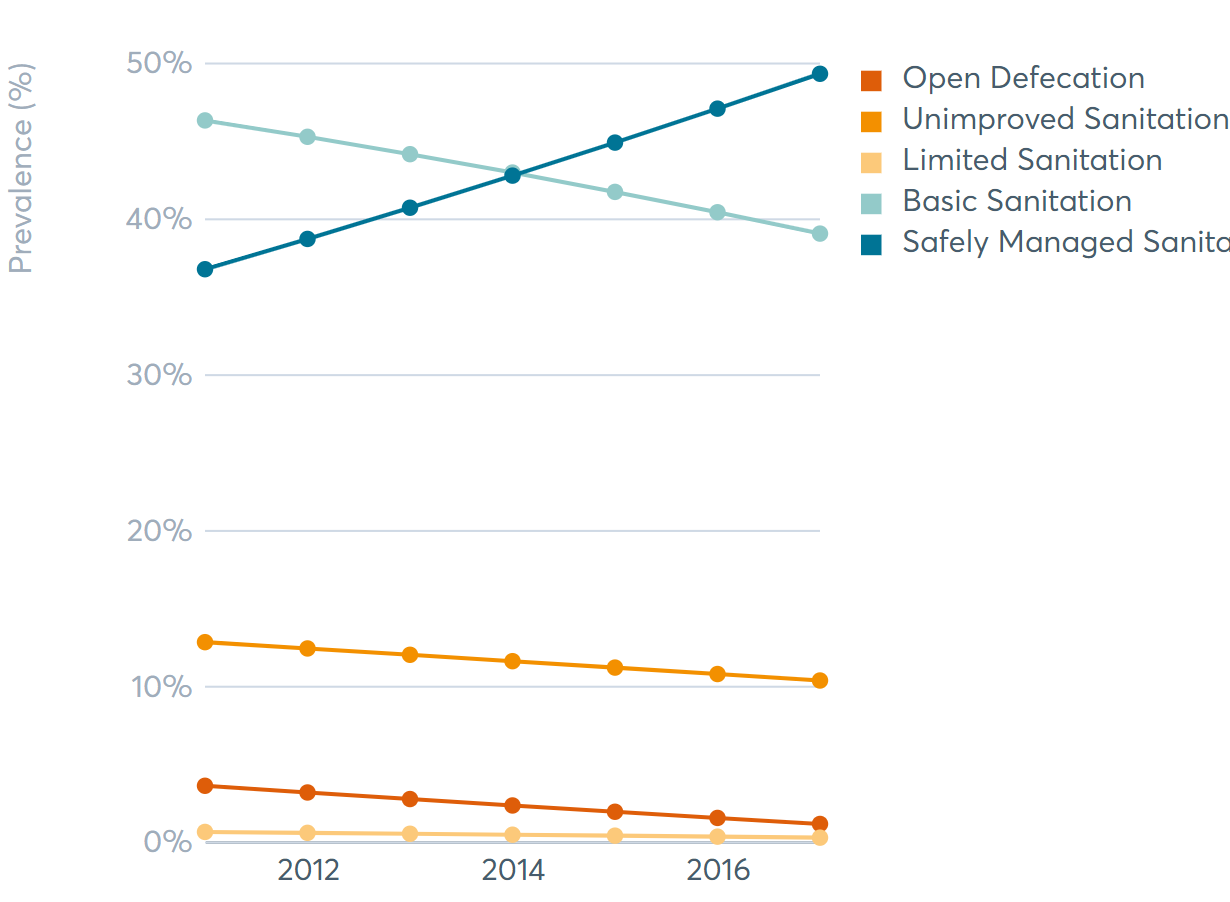 Prevalence (%)
50%
40%
30%
20%
10%
0%
2012
2014
2016
Open Defecation
Unimproved Sanitation
Limited Sanitation
Basic Sanitation
Safely Managed Sanita